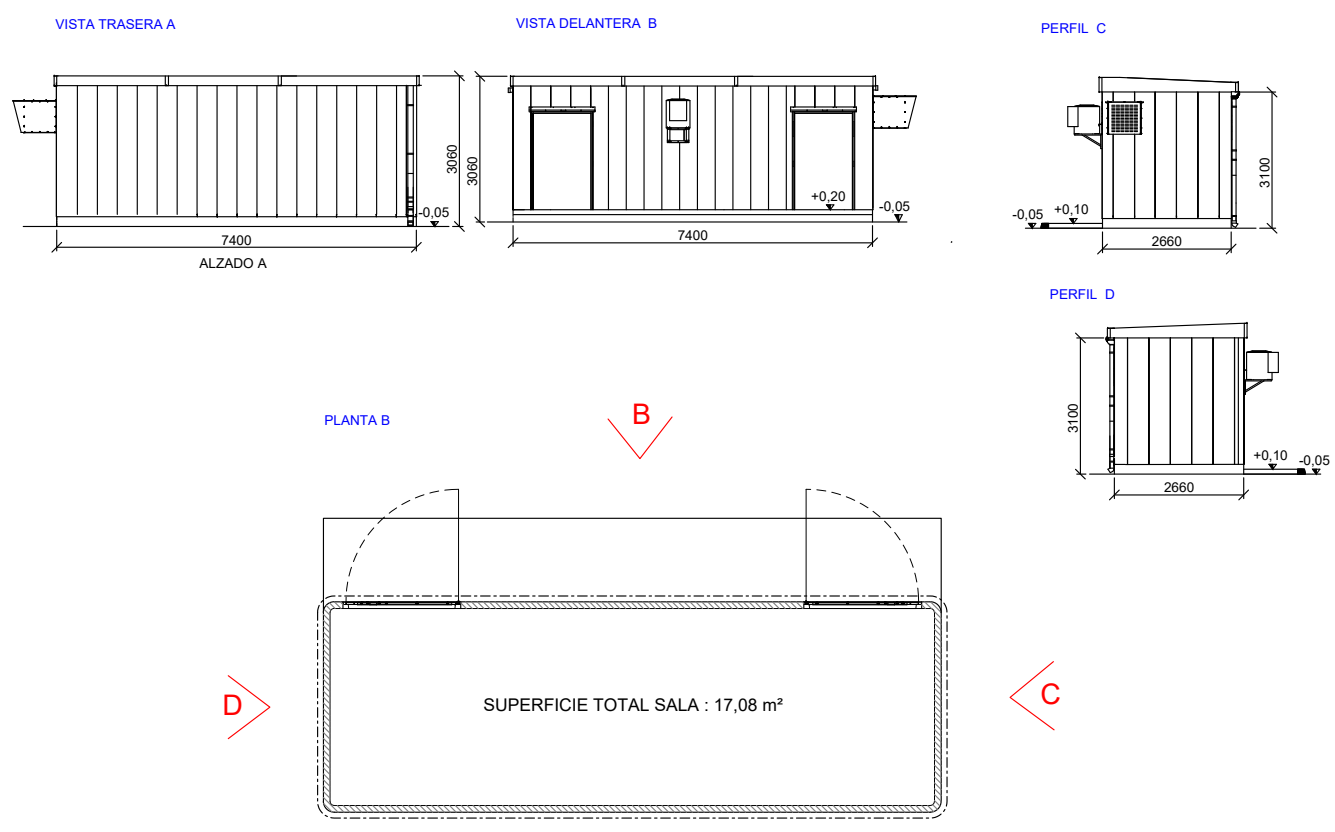 VISTA TRASERA A
VISTA DELANTERA B
PERFIL C
3060
3060
-0,05
7400
ALZADO A
+0,20
-0,05
7400
3100
-0,05
+0,10
2660
PERFIL D
3100
+0,10
-0,05
2660
PLANTA B
B
D
SUPERFICIE TOTAL SALA : 17,08 m²
C